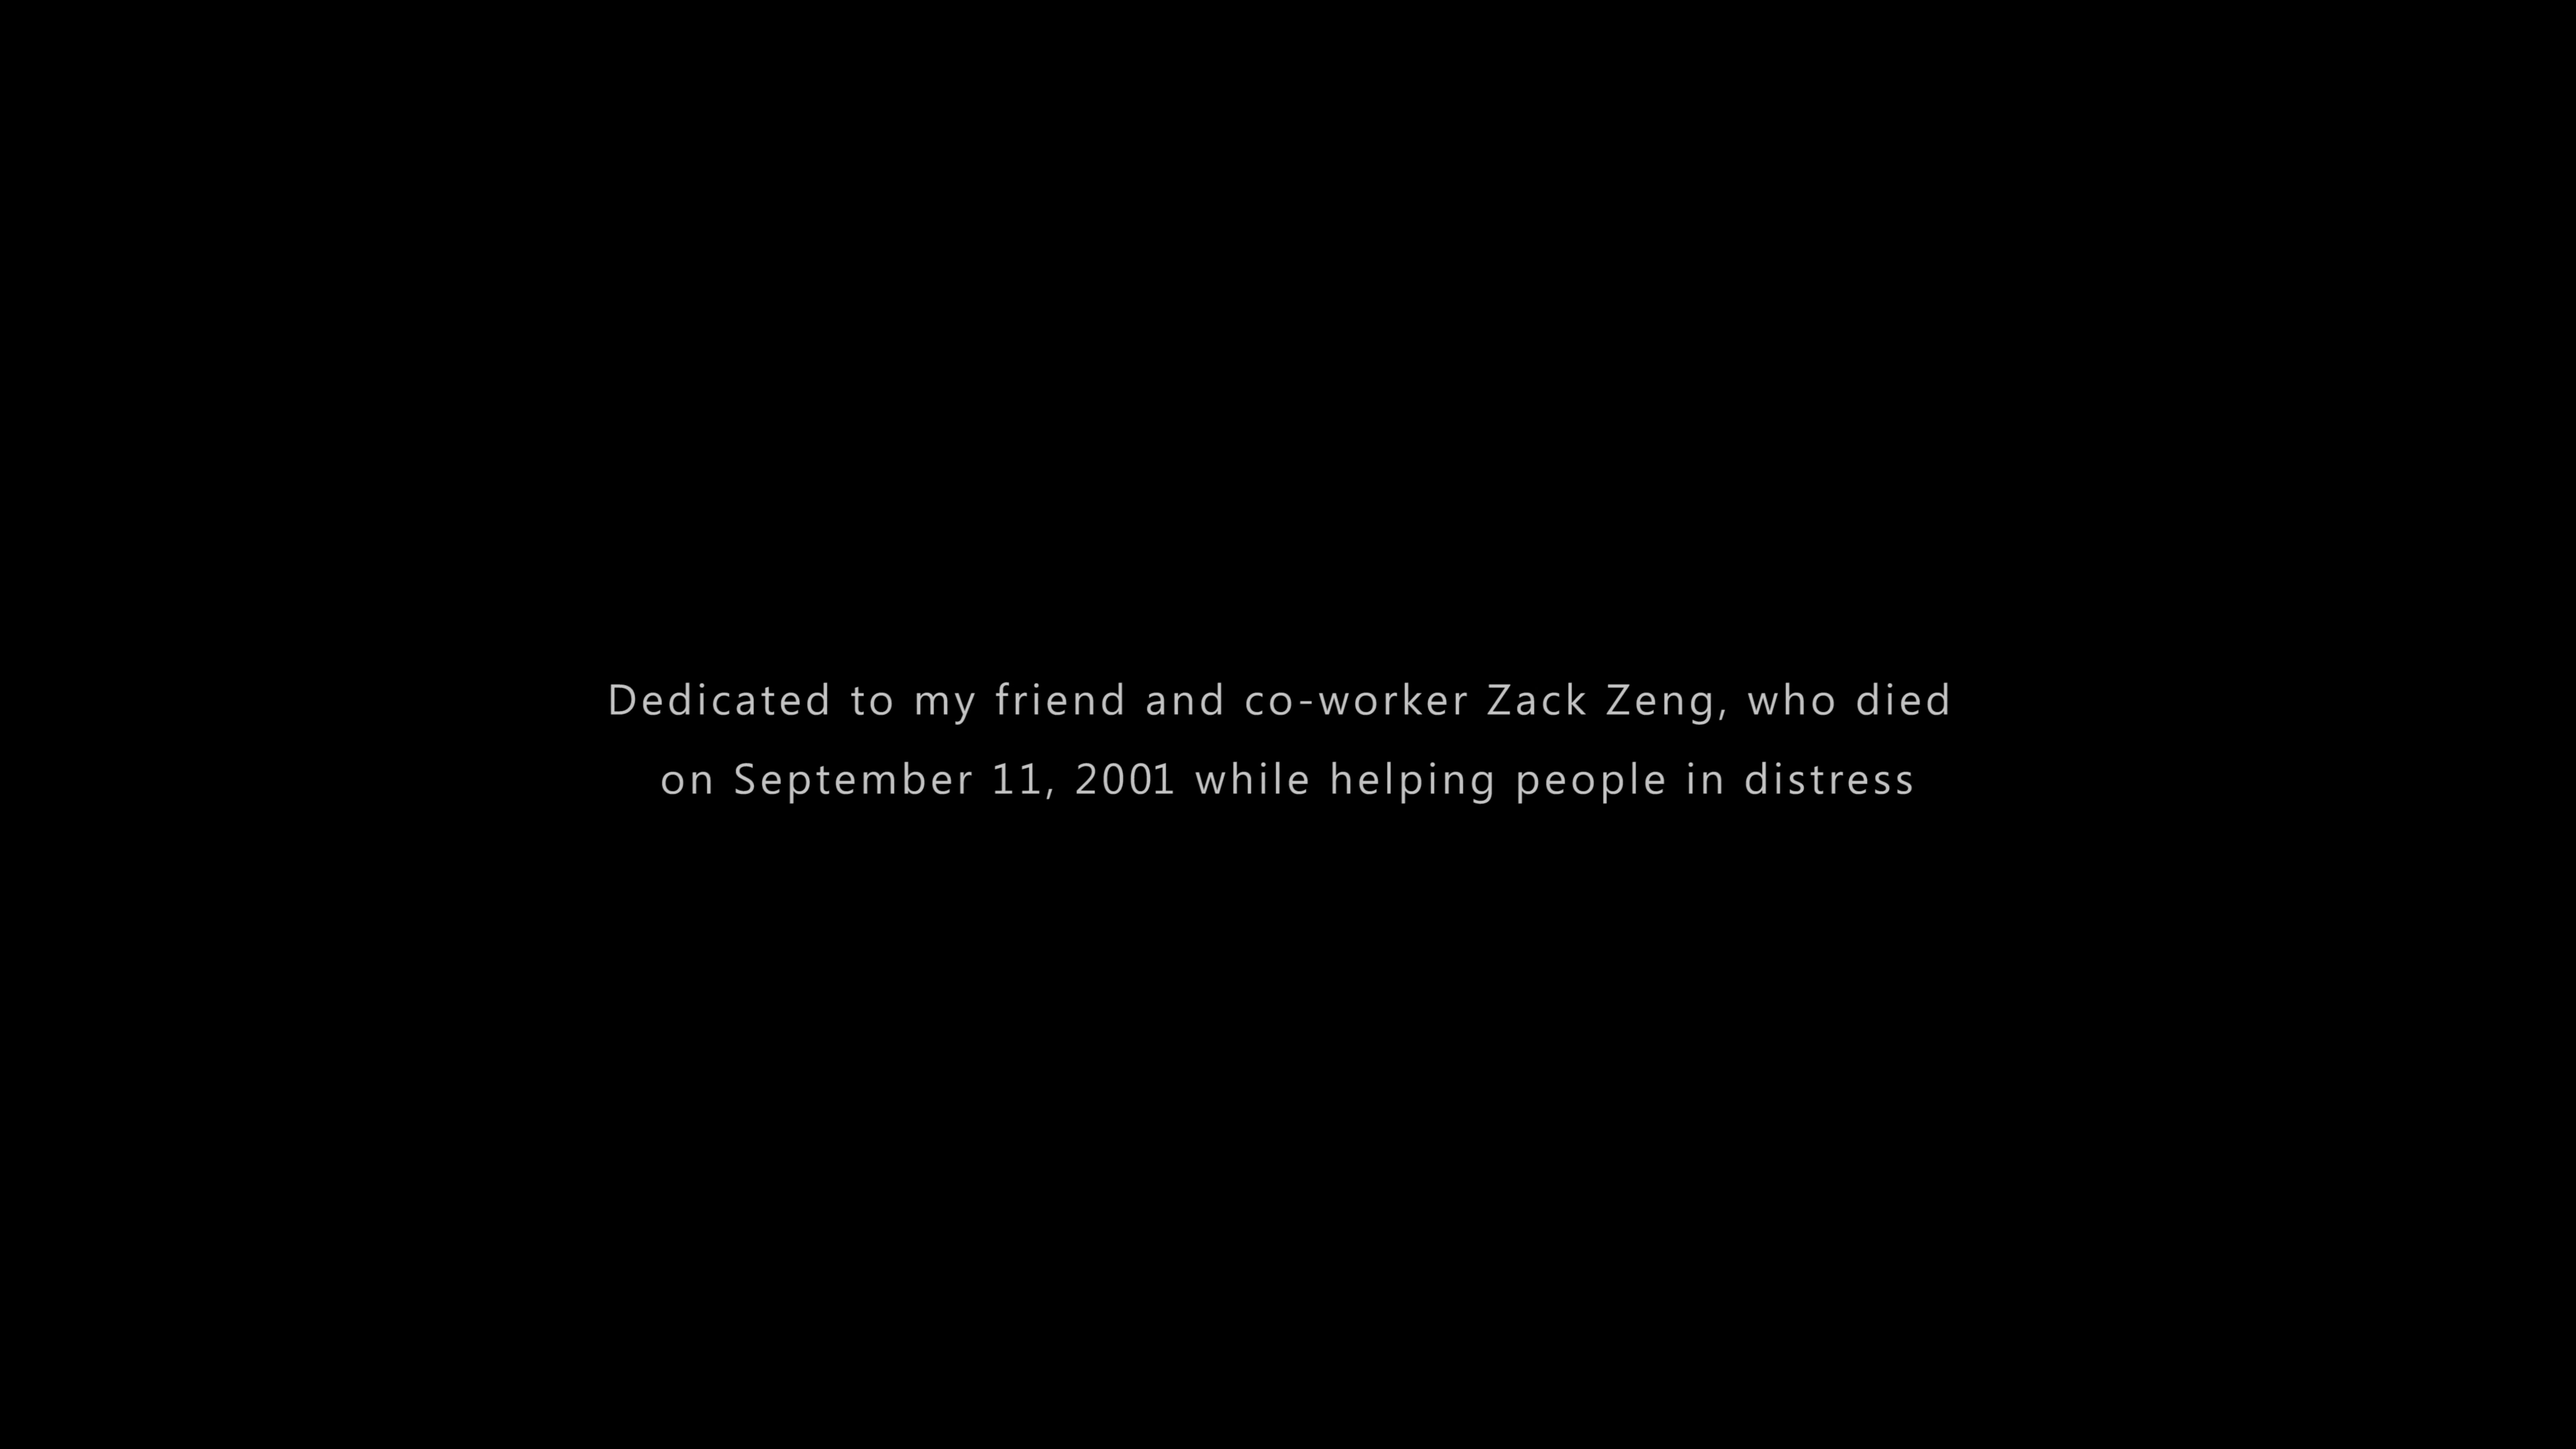 Dedicated to my friend and co-worker Zack Zeng, who died
on September 11, 2001 while helping people in distress